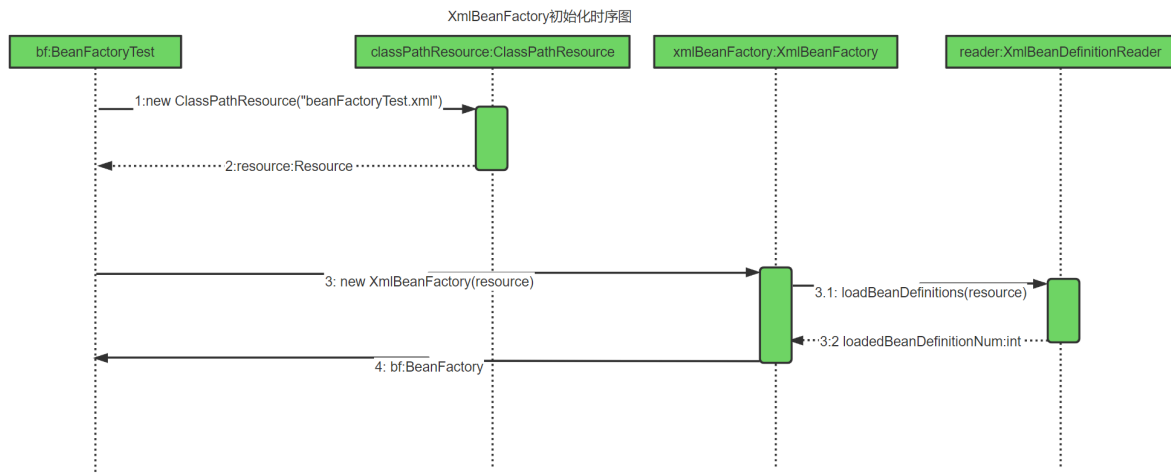 XmlBeanFactory初始化时序图
bf:BeanFactoryTest
classPathResource:ClassPathResource
xmlBeanFactory:XmlBeanFactory
reader:XmlBeanDefinitionReader
1:new ClassPathResource("beanFactoryTest.xml")
2:resource:Resource
3: new XmlBeanFactory(resource)
3.1: loadBeanDefinitions(resource)
3:2 loadedBeanDefinitionNum:int
4: bf:BeanFactory